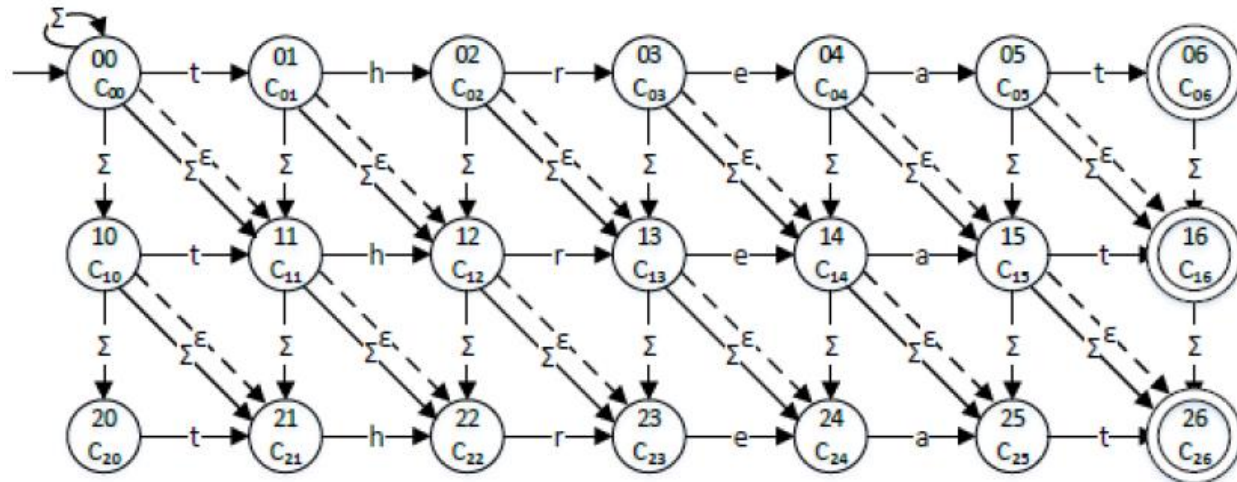 Σ
00 01 02 03 04 05 06
t h r e a t
C₀₀ C₀₁ C₀₂ C₀₃ C₀₄ C₀₅ C₀₆
ε ε ε ε ε ε
Σ Σ Σ Σ Σ Σ Σ Σ Σ Σ Σ Σ Σ
10 11 12 13 14 15 16
t h r e a t
C₁₀ C₁₁ C₁₂ C₁₃ C₁₄ C₁₅ C₁₆
ε ε ε ε ε ε
Σ Σ Σ Σ Σ Σ Σ Σ Σ Σ Σ Σ Σ
20 21 22 23 24 25 26
t h r e a t
C₂₀ C₂₁ C₂₂ C₂₃ C₂₄ C₂₅ C₂₆